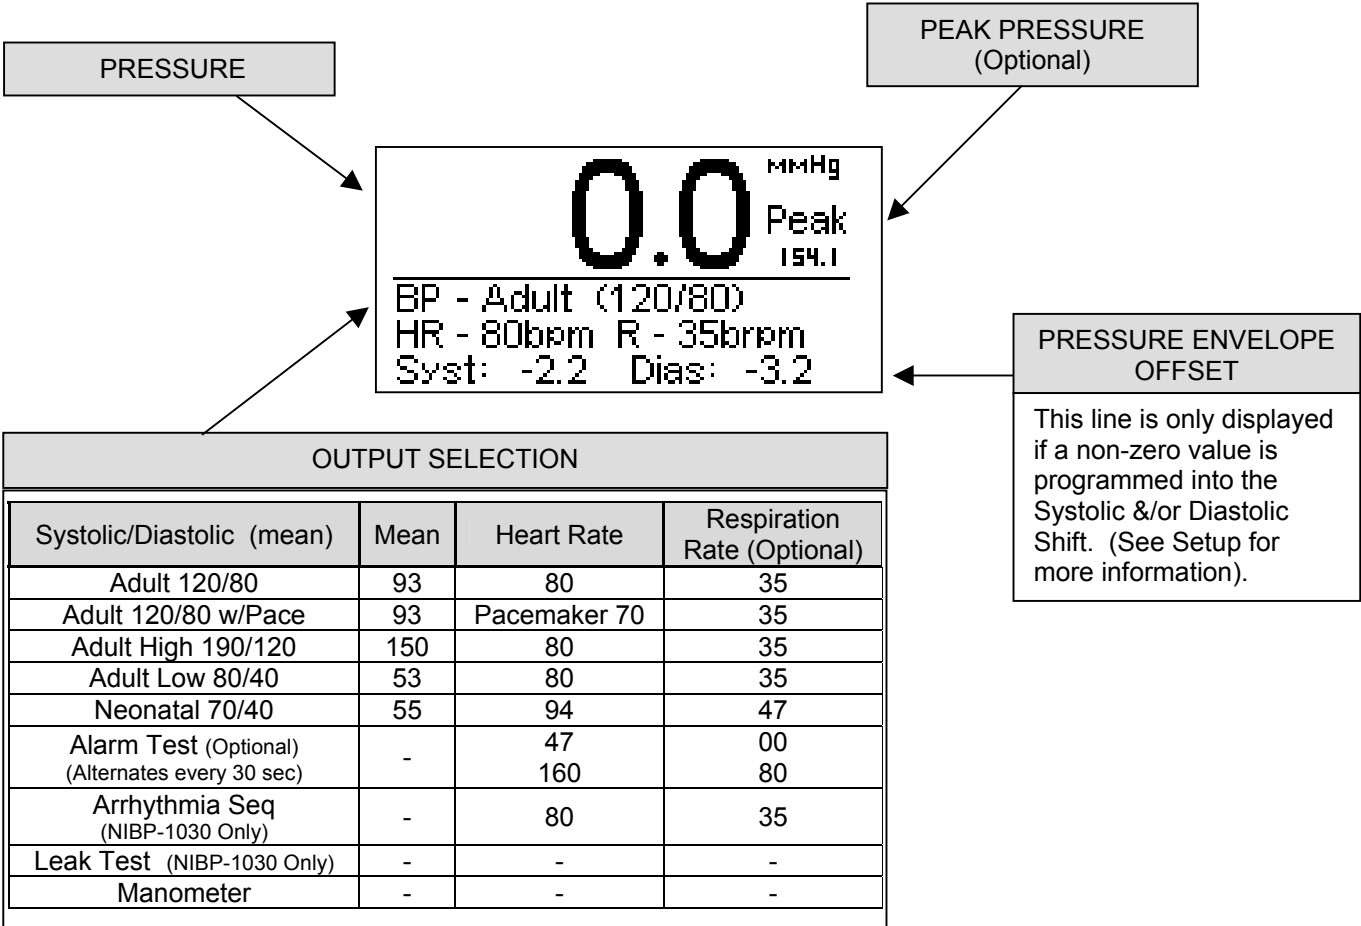 PRESSURE
PEAK PRESSURE
(Optional)
0.0 MMHg
Peak
154.1
BP - Adult (120/80)
HR - 80bpm R - 35brpm
Syst: -2.2 Dias: -3.2
PRESSURE ENVELOPE
OFFSET
This line is only displayed
if a non-zero value is
programmed into the
Systolic &/or Diastolic
Shift. (See Setup for
more information).
OUTPUT SELECTION
Systolic/Diastolic (mean) Mean Heart Rate Respiration
Rate (Optional)
Adult 120/80 93 80 35
Adult 120/80 w/Pace 93 Pacemaker 70 35
Adult High 190/120 150 80 35
Adult Low 80/40 53 80 35
Neonatal 70/40 55 94 47
Alarm Test (Optional) - 47 00
(Alternates every 30 sec) 160 80
Arrhythmia Seq - 80 35
(NIBP-1030 Only)
Leak Test (NIBP-1030 Only) - - -
Manometer - - -